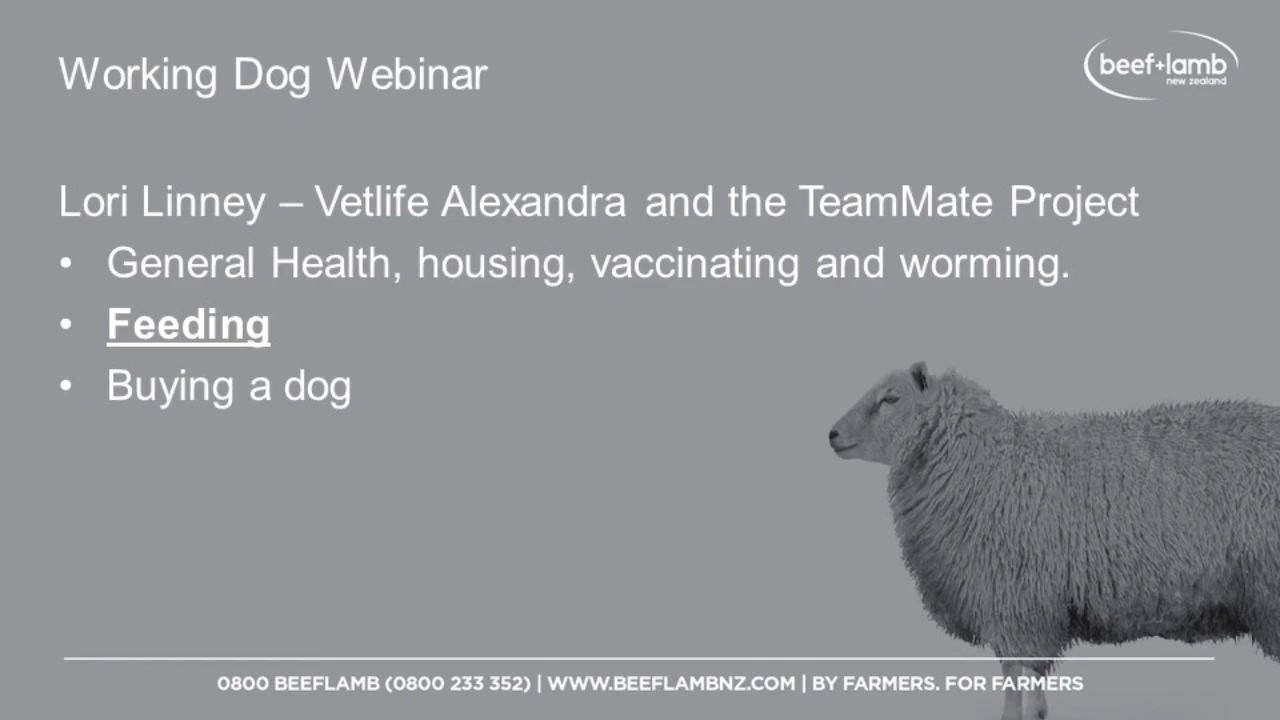 Working Dog Webinar
beef+lamb
new zealand
Lori Linney – Vetlife Alexandra and the TeamMate Project
• General Health, housing, vaccinating and worming.
• Feeding
• Buying a dog
0800 BEEFLAMB (0800 233 352) | WWW.BEEFLAMBNZ.COM | BY FARMERS. FOR FARMERS